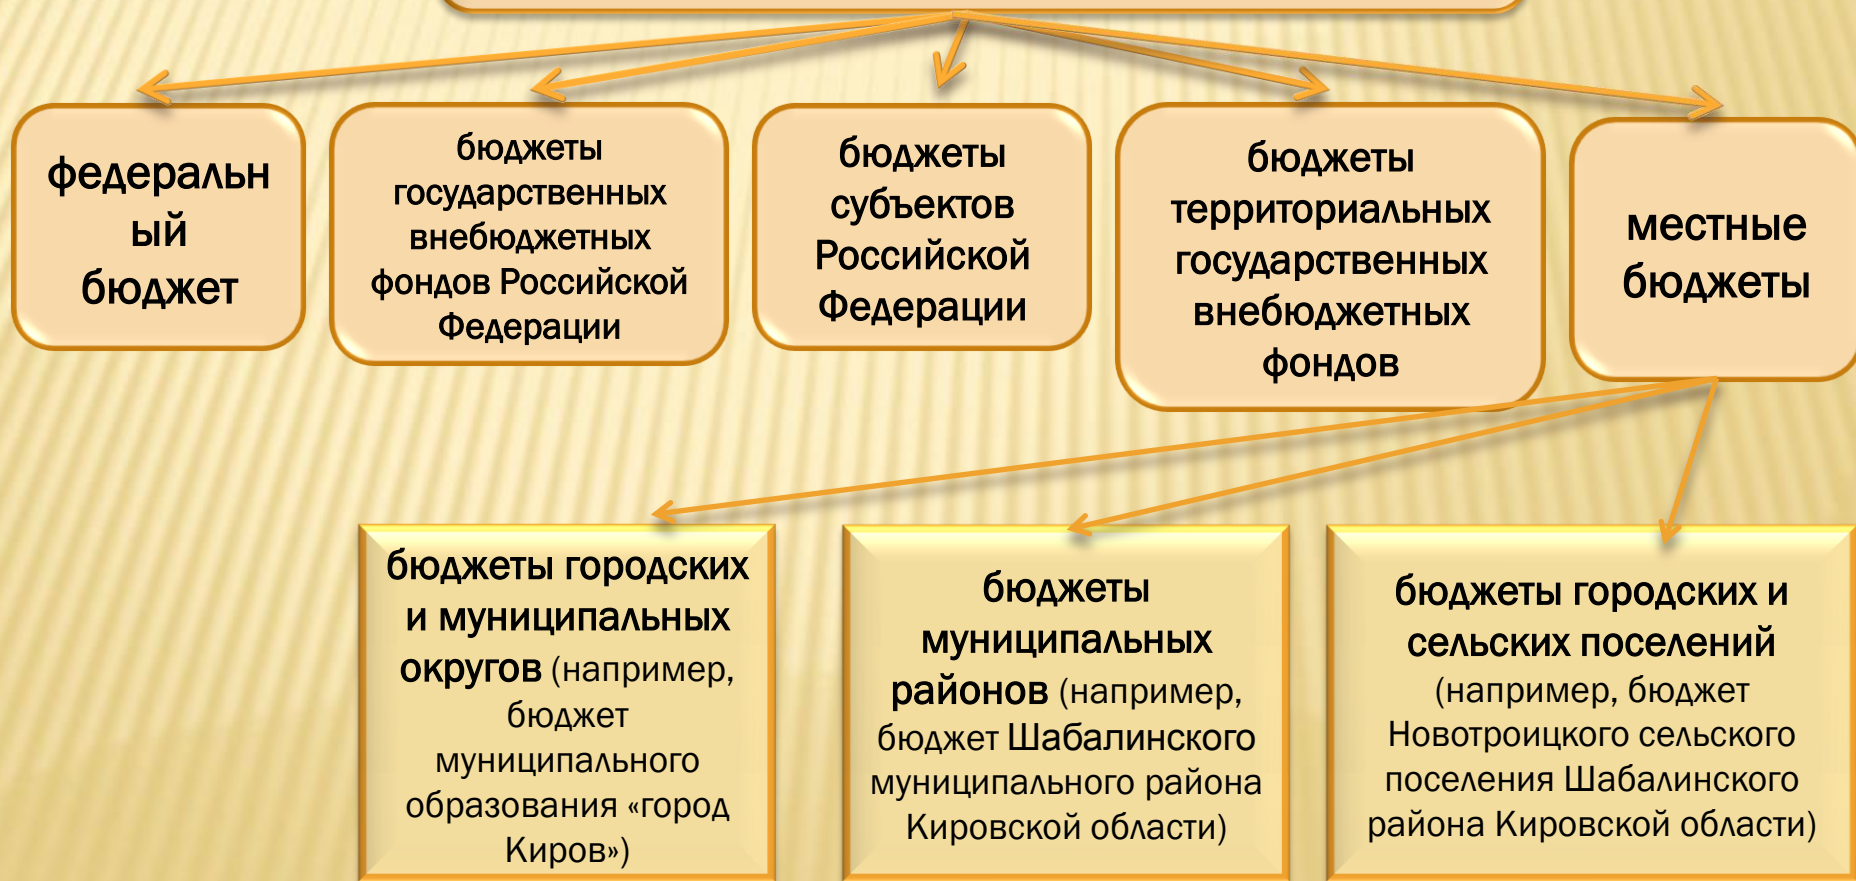 федеральн
ый
бюджет
бюджеты
государственных
внебюджетных
фондов Российской
Федерации
бюджеты
субъектов
Российской
Федерации
бюджеты
территориальных
государственных
внебюджетных
фондов
местные
бюджеты
бюджеты городских
и муниципальных
округов (например,
бюджет
муниципального
образования «город
Киров»)
бюджеты
муниципальных
районов (например,
бюджет Шабалинского
муниципального района
Кировской области)
бюджеты городских и
сельских поселений
(например, бюджет
Новотроицкого сельского
поселения Шабалинского
района Кировской области)